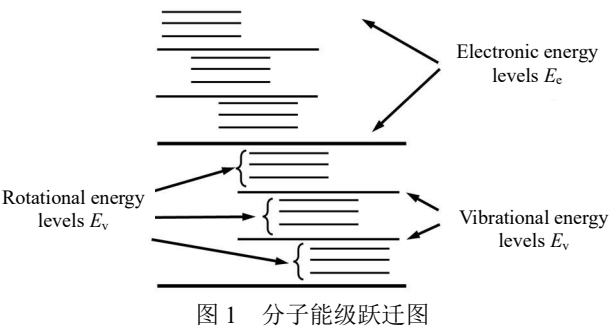 Electronic energy
levels Ee
Rotational energy
levels Ev
Vibrational energy
levels Ev
图 1 分子能级跃迁图